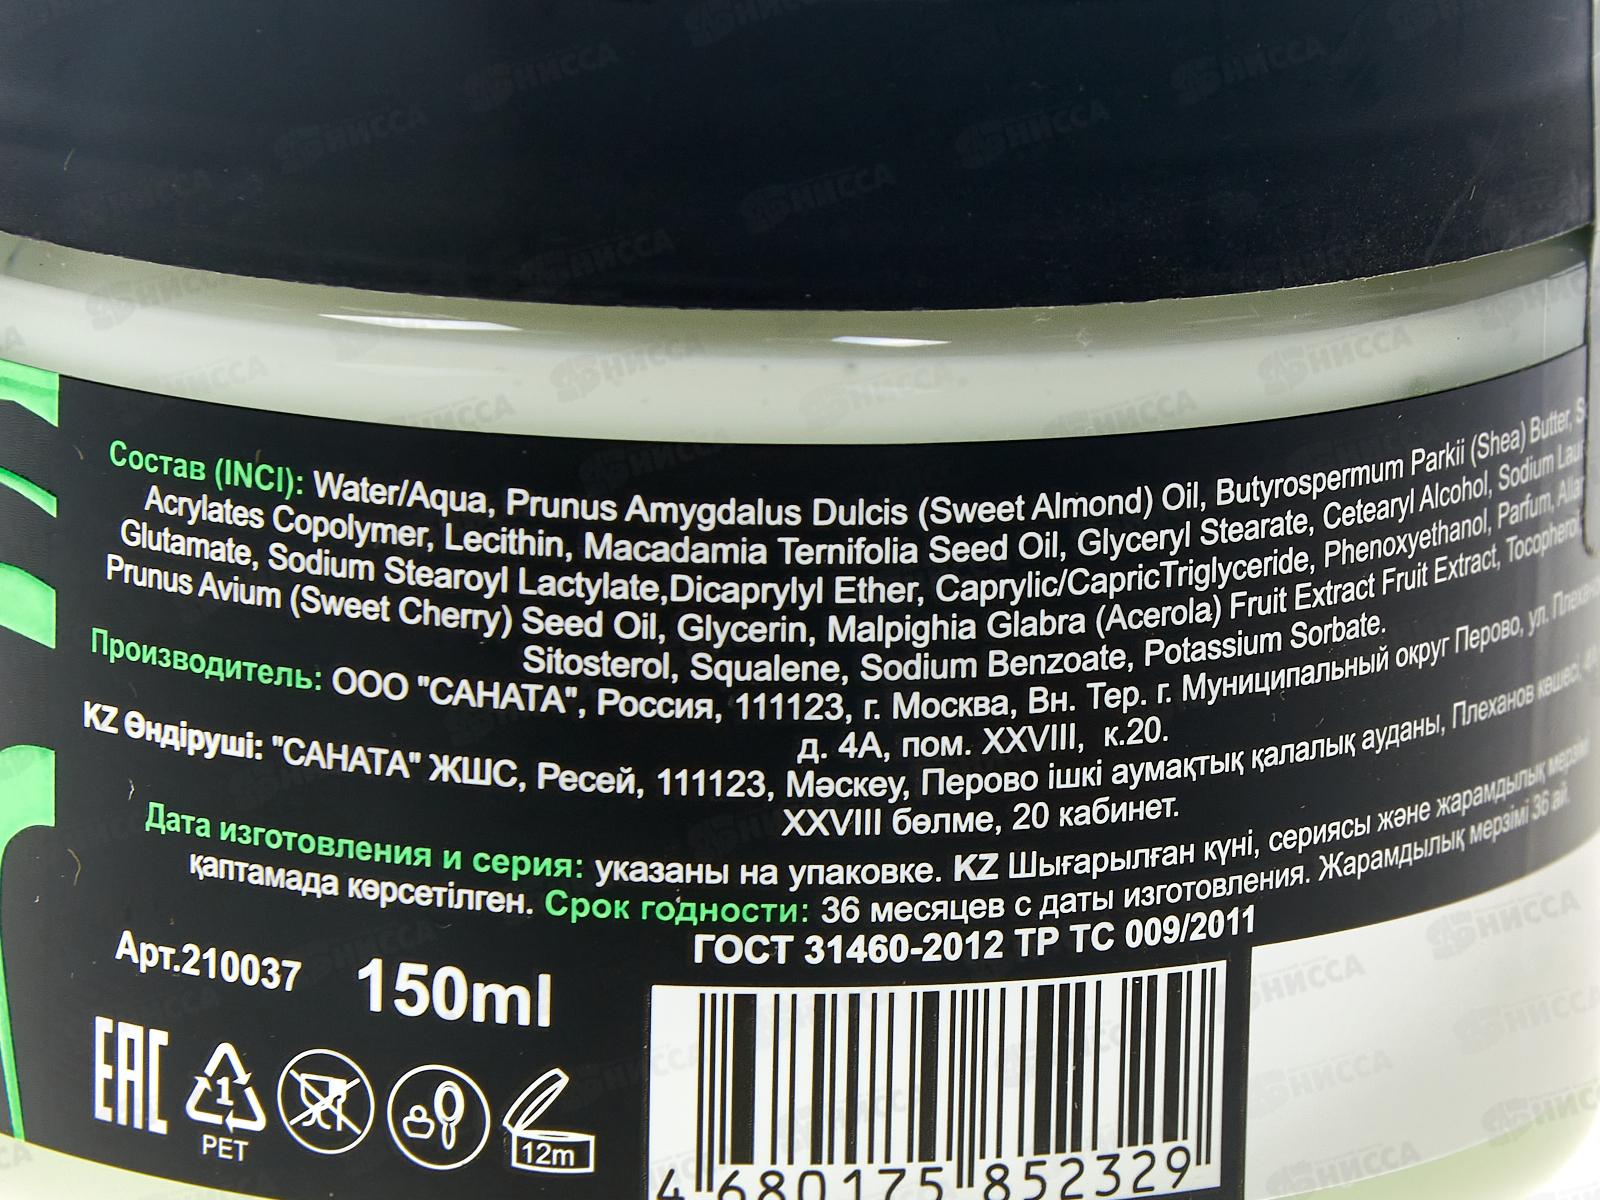 Состав (INCI): Water/Aqua, Prunus Amygdalus Dulcis (Sweet Almond) Oil, Butyrospermum Parkii (Shea) Butter,
Acrylates Copolymer, Lecithin, Macadamia Ternifolia Seed Oil, Glyceryl Stearate, Cetearyl Alcohol, Sodium
Glutamate, Sodium Stearoyl Lactylate,Dicaprylyl Ether, Caprylic/CapricTriglyceride, Phenoxyethanol, Parfum,
Prunus Avium (Sweet Cherry) Seed Oil, Glycerin, Malpighia Glabra (Acerola) Fruit Extract Fruit Extract,
Sitosterol, Squalene, Sodium Benzoate, Potassium Sorbate.
Производитель: ООО "САНАТА", Россия, 111123, г. Москва, Вн. Тер. г. Муниципальный округ Перово, ул.
д. 4А, пом. XXVIII, к.20.
KZ Өндіруші: "САНАТА" ЖШС, Ресей, 111123, Мәскеу, Перово ішкі аумақтық қалалық ауданы, Плеханов көшесі,
XXVIII бөлме, 20 кабинет.
Дата изготовления и серия: указаны на упаковке. KZ Шығарылған күні, сериясы және жарамдылық мерзімі
қаптамада көрсетілген. Срок годности: 36 месяцев с даты изготовления. Жарамдылық мерзімі 36 ай.
ГОСТ 31460-2012 ТР ТС 009/2011
Арт.210037 150ml
EAC
1
PET
12m
4 680175 852329
НИССА